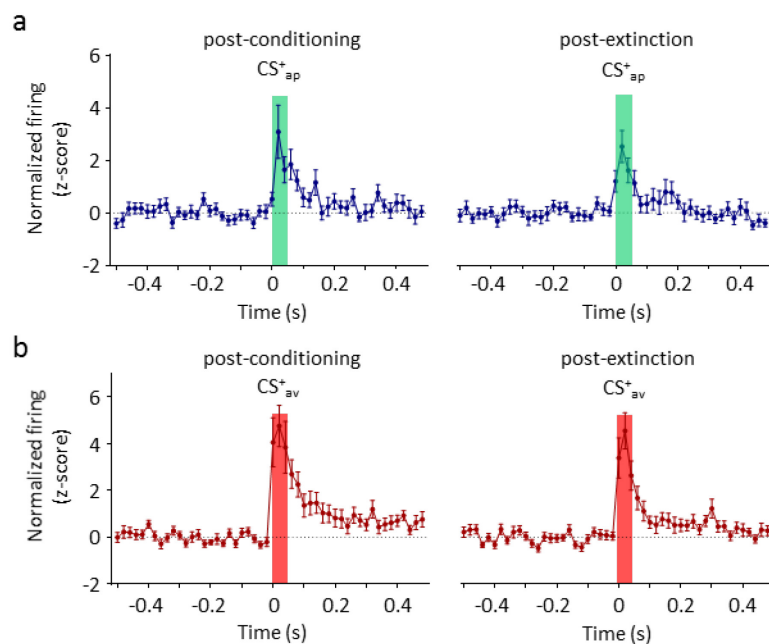 a
post-conditioning
post-extinction
CS⁺ap
CS⁺ap
Normalized firing
(z-score)
6
4
2
0
-2
-0.4 -0.2 0 0.2 0.4
-0.4 -0.2 0 0.2 0.4
Time (s)
Time (s)
b
post-conditioning
post-extinction
CS⁺av
CS⁺av
Normalized firing
(z-score)
6
4
2
0
-2
-0.4 -0.2 0 0.2 0.4
-0.4 -0.2 0 0.2 0.4
Time (s)
Time (s)